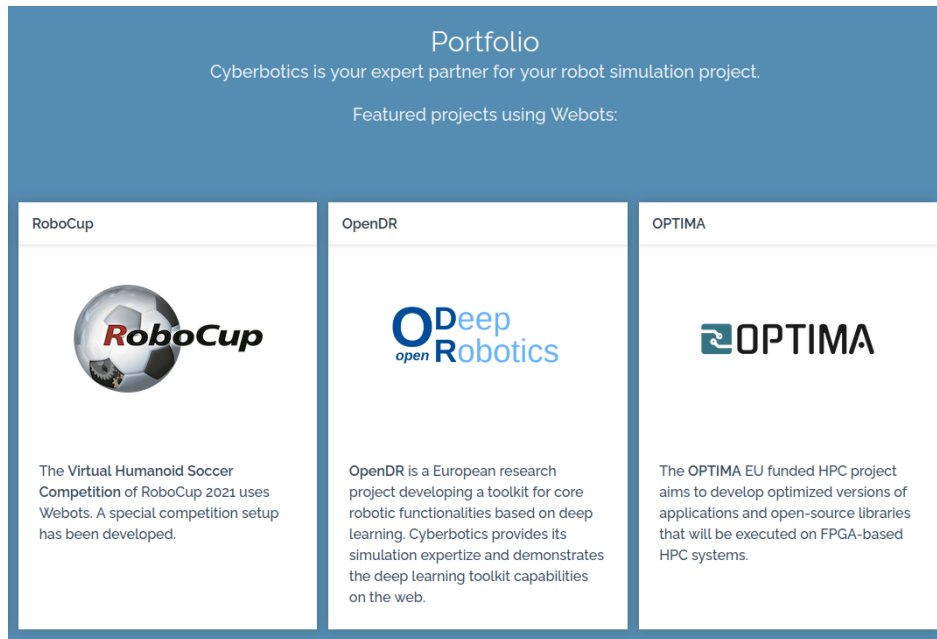 Portfolio
Cyberbotics is your expert partner for your robot simulation project.
Featured projects using Webots:
RoboCup
RoboCup
The Virtual Humanoid Soccer
Competition of RoboCup 2021 uses
Webots. A special competition setup
has been developed.
OpenDR
O Deep
open Robotics
OpenDR is a European research
project developing a toolkit for core
robotic functionalities based on deep
learning. Cyberbotics provides its
simulation expertize and demonstrates
the deep learning toolkit capabilities
on the web.
OPTIMA
OPTIMA
The OPTIMA EU funded HPC project
aims to develop optimized versions of
applications and open-source libraries
that will be executed on FPGA-based
HPC systems.